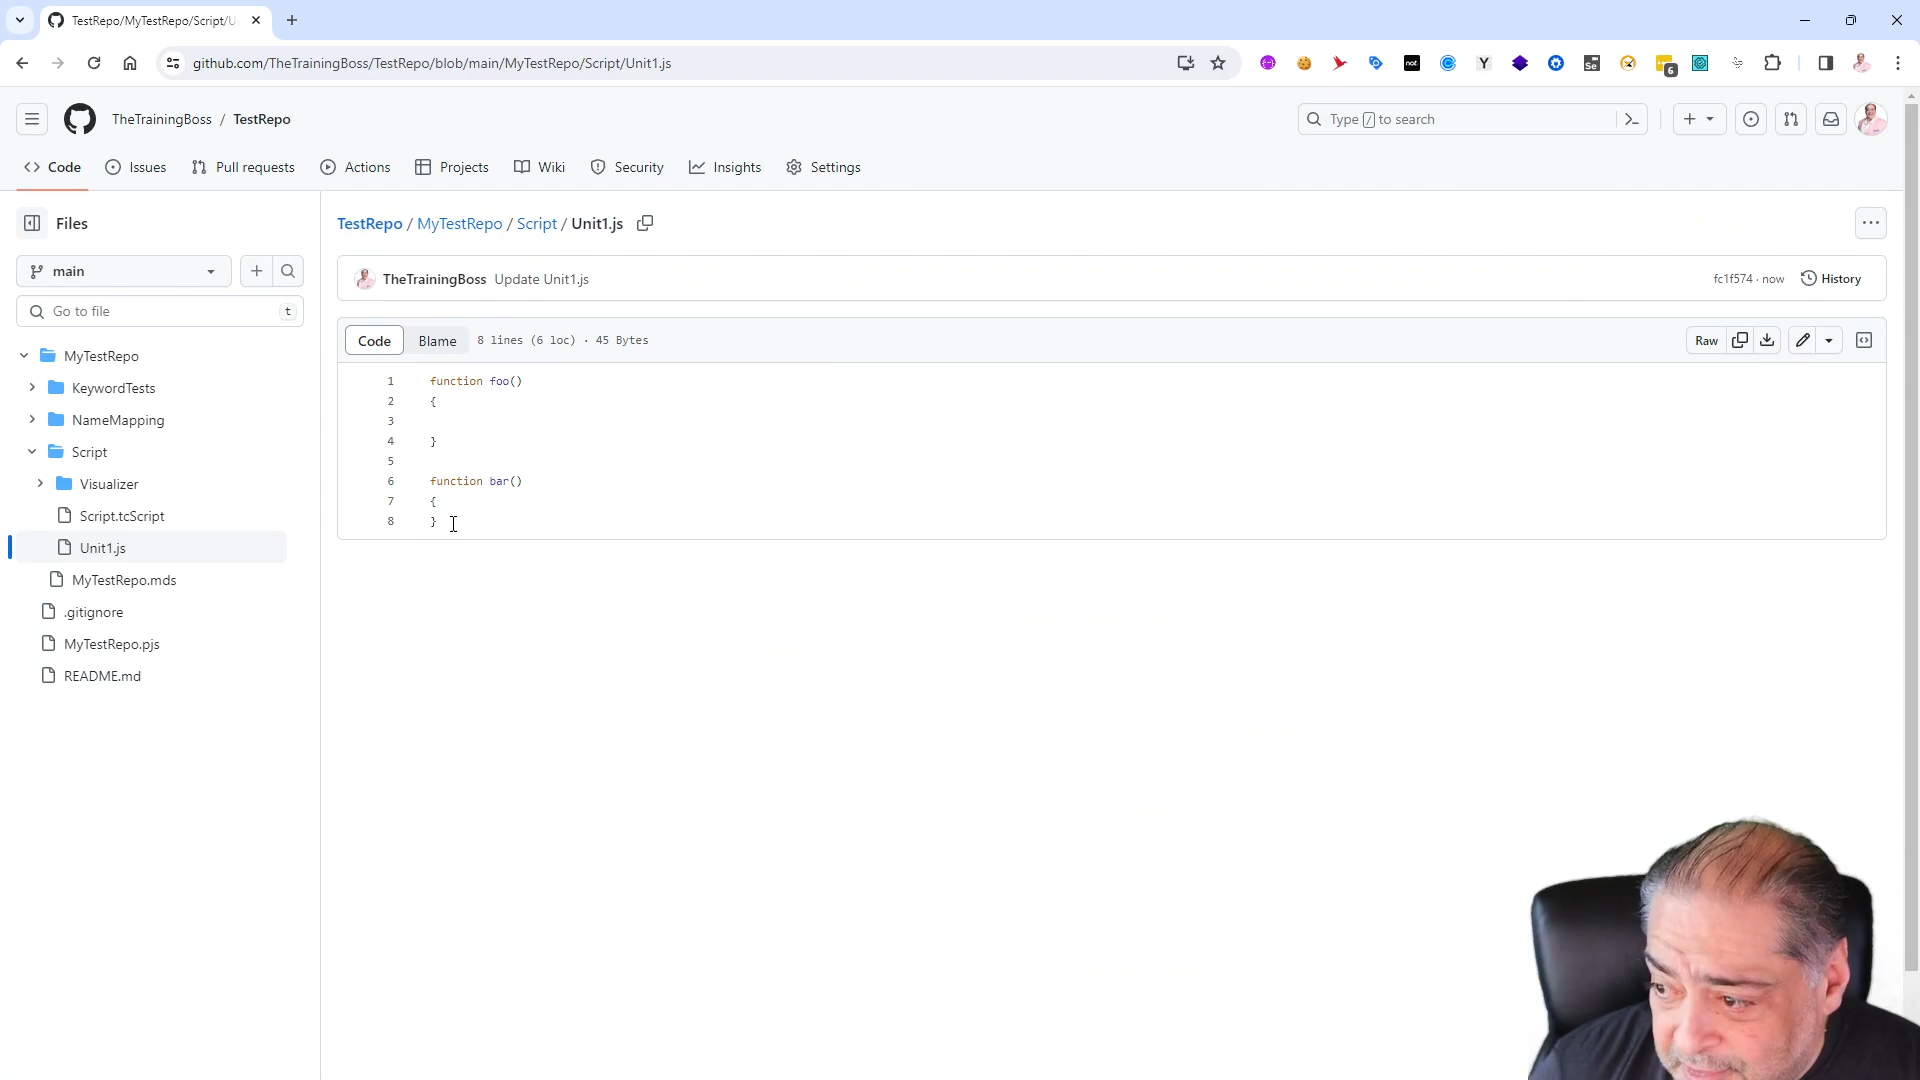 TestRepo/MyTestRepo/Script/U
github.com/TheTrainingBoss/TestRepo/blob/main/MyTestRepo/Script/Unit1.js
not.
Y
Se
6
TheTrainingBoss / TestRepo
Type / to search
Code
Issues
Pull requests
Actions
Projects
Wiki
Security
Insights
Settings
Files
TestRepo / MyTestRepo / Script / Unit1.js
main
TheTrainingBoss Update Unit1.js
fc1f574 · now
History
Go to file
t
Code
Blame
8 lines (6 loc) · 45 Bytes
Raw
MyTestRepo
KeywordTests
NameMapping
Script
Visualizer
Script.tcScript
Unit1.js
MyTestRepo.mds
.gitignore
MyTestRepo.pjs
README.md
1 function foo()
2 {
3
4 }
5
6 function bar()
7 {
8 }